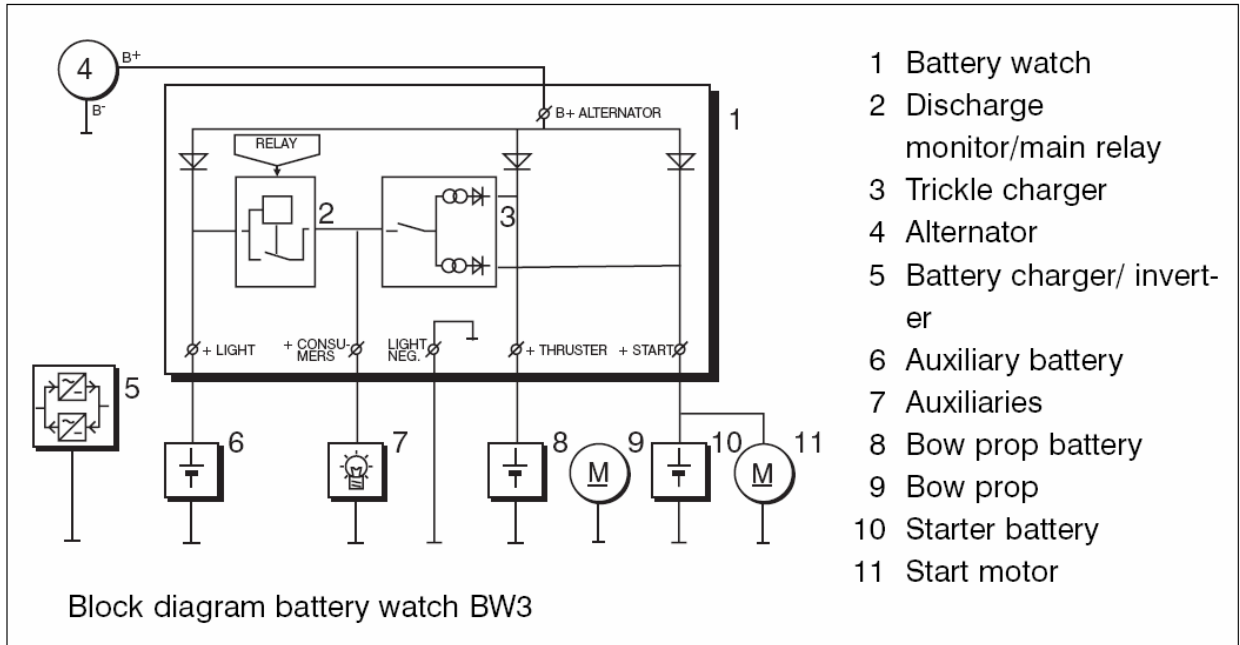 4
B+
B-
B+ ALTERNATOR
1
RELAY
2
3
+ LIGHT
+ CONSU-
MERS
LIGHT
NEG.
+ THRUSTER
+ START
5
6
7
8
M
9
10
M
11
Block diagram battery watch BW3
1 Battery watch
2 Discharge
monitor/main relay
3 Trickle charger
4 Alternator
5 Battery charger/ invert-
er
6 Auxiliary battery
7 Auxiliaries
8 Bow prop battery
9 Bow prop
10 Starter battery
11 Start motor